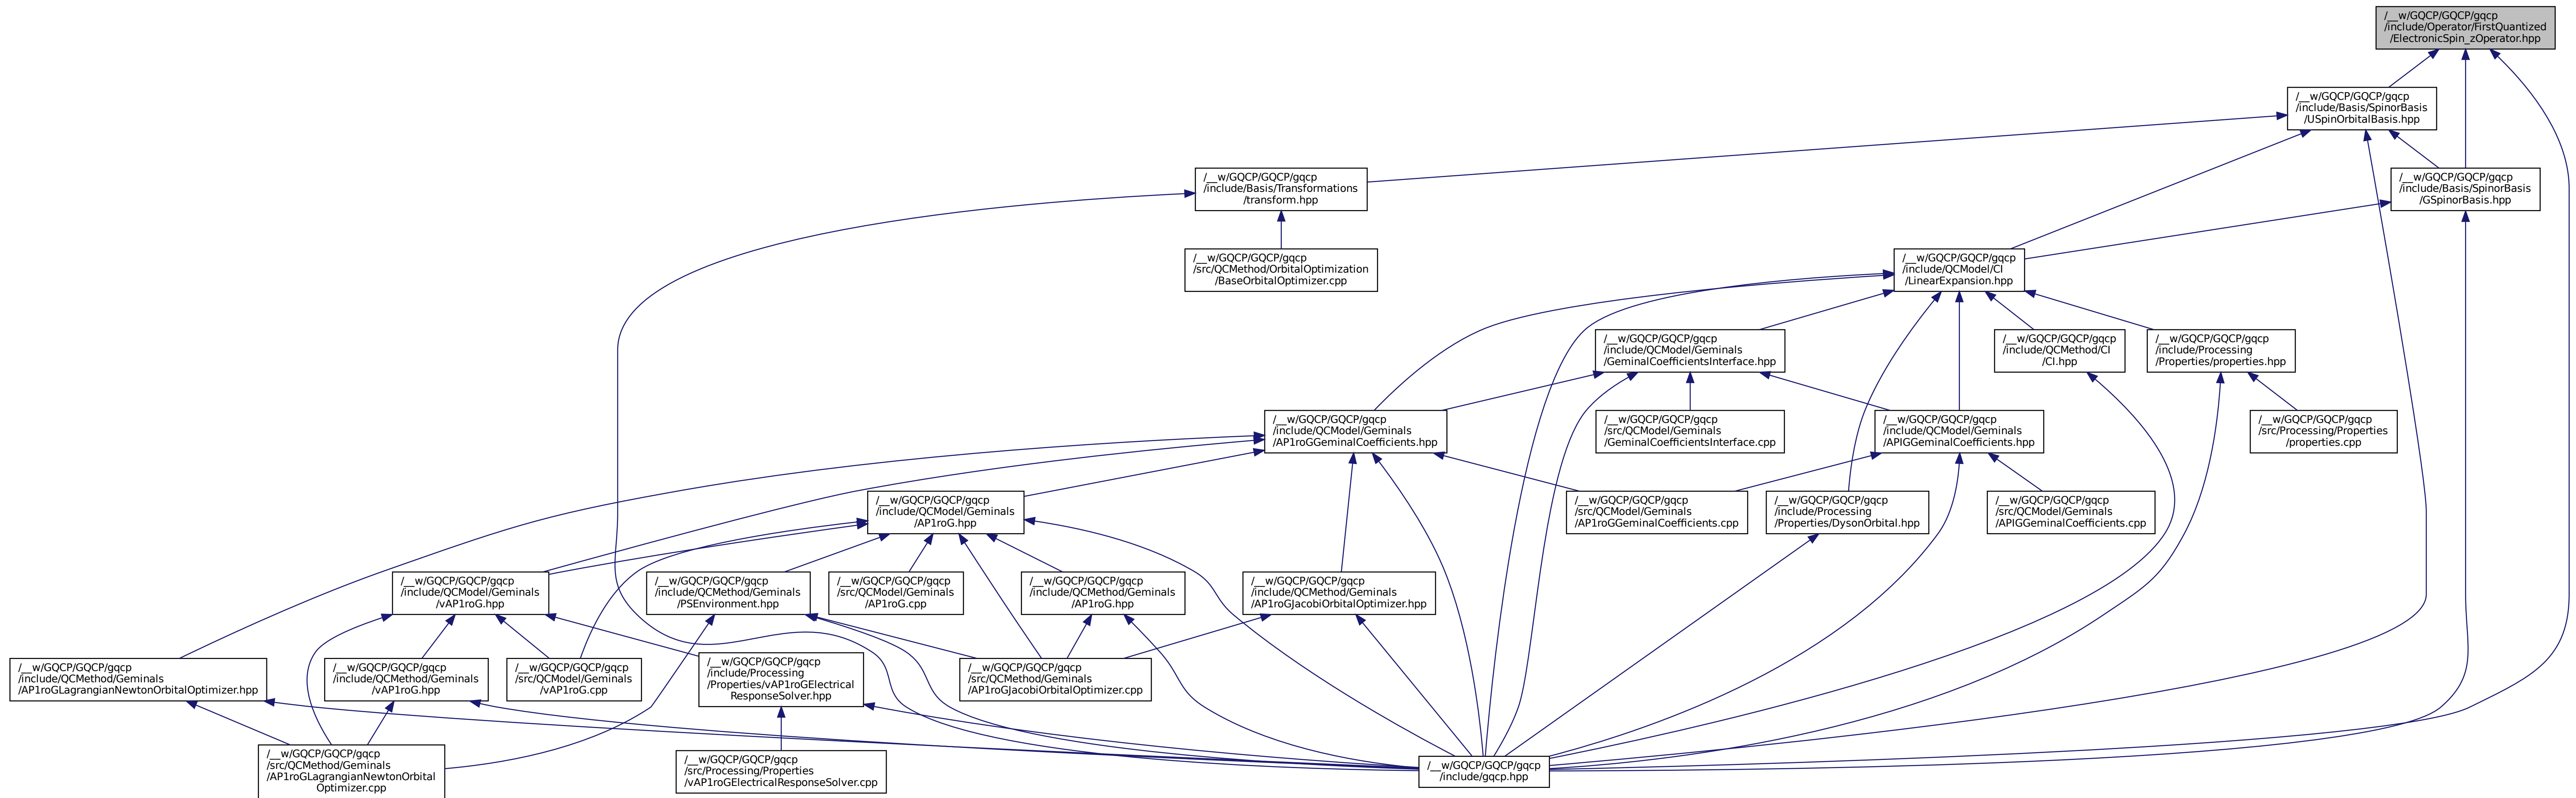 /__w/GQCP/GQCP/gqcp
/include/Operator/FirstQuantized
/ElectronicSpin_zOperator.hpp
/__w/GQCP/GQCP/gqcp
/include/Basis/SpinorBasis
/USpinOrbitalBasis.hpp
/__w/GQCP/GQCP/gqcp
/include/Basis/Transformations
/transform.hpp
/__w/GQCP/GQCP/gqcp
/include/Basis/SpinorBasis
/GSpinorBasis.hpp
/__w/GQCP/GQCP/gqcp
/src/QCMethod/OrbitalOptimization
/BaseOrbitalOptimizer.cpp
/__w/GQCP/GQCP/gqcp
/include/QCModel/CI
/LinearExpansion.hpp
/__w/GQCP/GQCP/gqcp
/include/QCModel/Geminals
/GeminalCoefficientsInterface.hpp
/__w/GQCP/GQCP/gqcp
/include/QCMethod/CI
/CI.hpp
/__w/GQCP/GQCP/gqcp
/include/Processing
/Properties/properties.hpp
/__w/GQCP/GQCP/gqcp
/include/QCModel/Geminals
/AP1roGGeminalCoefficients.hpp
/__w/GQCP/GQCP/gqcp
/src/QCModel/Geminals
/GeminalCoefficientsInterface.cpp
/__w/GQCP/GQCP/gqcp
/include/QCModel/Geminals
/APIGGeminalCoefficients.hpp
/__w/GQCP/GQCP/gqcp
/src/Processing/Properties
/properties.cpp
/__w/GQCP/GQCP/gqcp
/include/QCModel/Geminals
/AP1roG.hpp
/__w/GQCP/GQCP/gqcp
/src/QCModel/Geminals
/AP1roGGeminalCoefficients.cpp
/__w/GQCP/GQCP/gqcp
/include/Processing
/Properties/DysonOrbital.hpp
/__w/GQCP/GQCP/gqcp
/src/QCModel/Geminals
/APIGGeminalCoefficients.cpp
/__w/GQCP/GQCP/gqcp
/include/QCModel/Geminals
/vAP1roG.hpp
/__w/GQCP/GQCP/gqcp
/include/QCMethod/Geminals
/PSEnvironment.hpp
/__w/GQCP/GQCP/gqcp
/src/QCModel/Geminals
/AP1roG.cpp
/__w/GQCP/GQCP/gqcp
/include/QCMethod/Geminals
/AP1roG.hpp
/__w/GQCP/GQCP/gqcp
/include/QCMethod/Geminals
/AP1roGJacobiOrbitalOptimizer.hpp
/__w/GQCP/GQCP/gqcp
/include/QCMethod/Geminals
/AP1roGLagrangianNewtonOrbitalOptimizer.hpp
/__w/GQCP/GQCP/gqcp
/include/QCMethod/Geminals
/vAP1roG.hpp
/__w/GQCP/GQCP/gqcp
/src/QCModel/Geminals
/vAP1roG.cpp
/__w/GQCP/GQCP/gqcp
/include/Processing
/Properties/vAP1roGElectrical
ResponseSolver.hpp
/__w/GQCP/GQCP/gqcp
/src/QCMethod/Geminals
/AP1roGJacobiOrbitalOptimizer.cpp
/__w/GQCP/GQCP/gqcp
/src/QCMethod/Geminals
/AP1roGLagrangianNewtonOrbital
Optimizer.cpp
/__w/GQCP/GQCP/gqcp
/src/Processing/Properties
/vAP1roGElectricalResponseSolver.cpp
/__w/GQCP/GQCP/gqcp
/include/gqcp.hpp